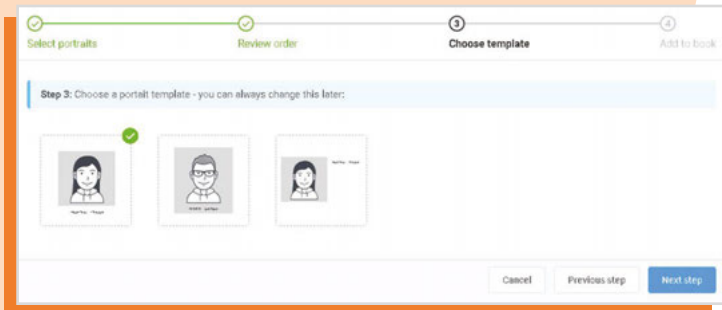 3 4
Select portraits Review order Choose template Add to book
Step 3: Choose a portait template - you can always change this later:
Cancel Previous step Next step